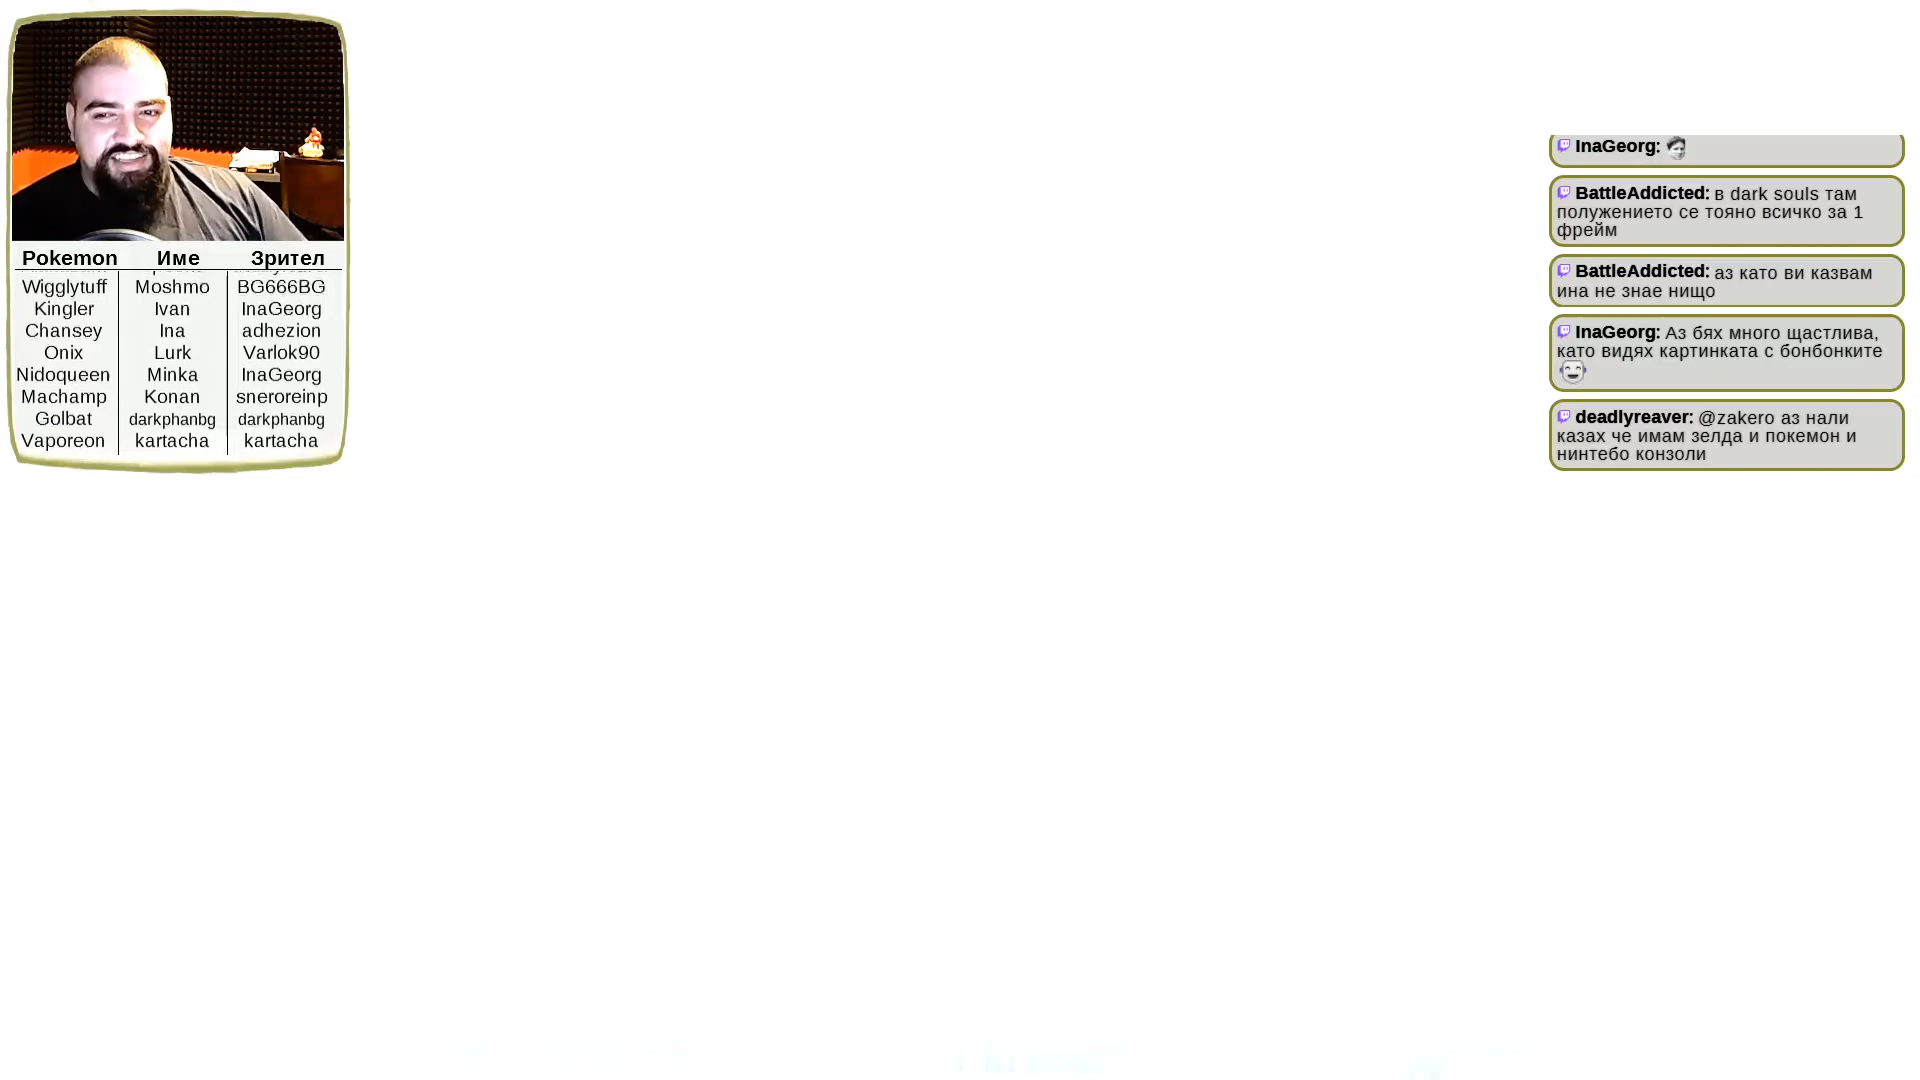 Pokemon Име Зрител
Wigglytuff Moshmo BG666BG
Kingler Ivan InaGeorg
Chansey Ina adhezion
Onix Lurk Varlok90
Nidoqueen Minka InaGeorg
Machamp Konan sneroreinp
Golbat darkphanbg darkphanbg
Vaporeon kartacha kartacha
InaGeorg:
BattleAddicted: в dark souls там
полужението се тояно всичко за 1
фрейм
BattleAddicted: аз като ви казвам
ина не знае нищо
InaGeorg: Аз бях много щастлива,
като видях картинката с бонбонките
deadlyreaver: @zakero аз нали
казах че имам зелда и покемон и
нинтебо конзоли